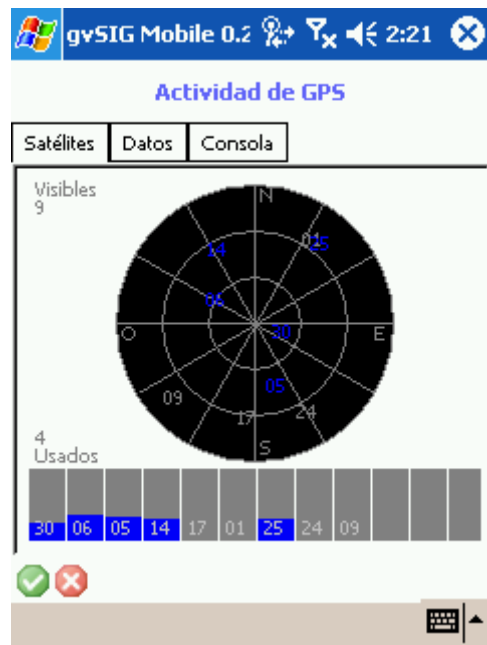 gvSIG Mobile 0.2 2:21
Actividad de GPS
Satélites Datos Consola
Visibles
9
N
14 01 25
06
O 30 E
05
09 17 24
S
4
Usados
30 06 05 14 17 01 25 24 09